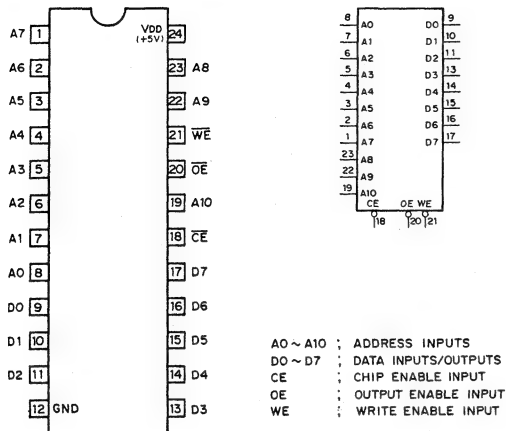 A7 1 VDD (+5V) 24
A6 2 23 A8
A5 3 22 A9
A4 4 21 W̅E̅
A3 5 20 O̅E̅
A2 6 19 A10
A1 7 18 C̅E̅
A0 8 17 D7
D0 9 16 D6
D1 10 15 D5
D2 11 14 D4
12 GND 13 D3
8 A0 D0 9
7 A1 D1 10
6 A2 D2 11
5 A3 D3 13
4 A4 D4 14
3 A5 D5 15
2 A6 D6 16
1 A7 D7 17
23 A8
22 A9
19 A10
CE OE WE
18 20 21
A0 ~ A10 ; ADDRESS INPUTS
D0 ~ D7 ; DATA INPUTS/OUTPUTS
CE ; CHIP ENABLE INPUT
OE ; OUTPUT ENABLE INPUT
WE ; WRITE ENABLE INPUT